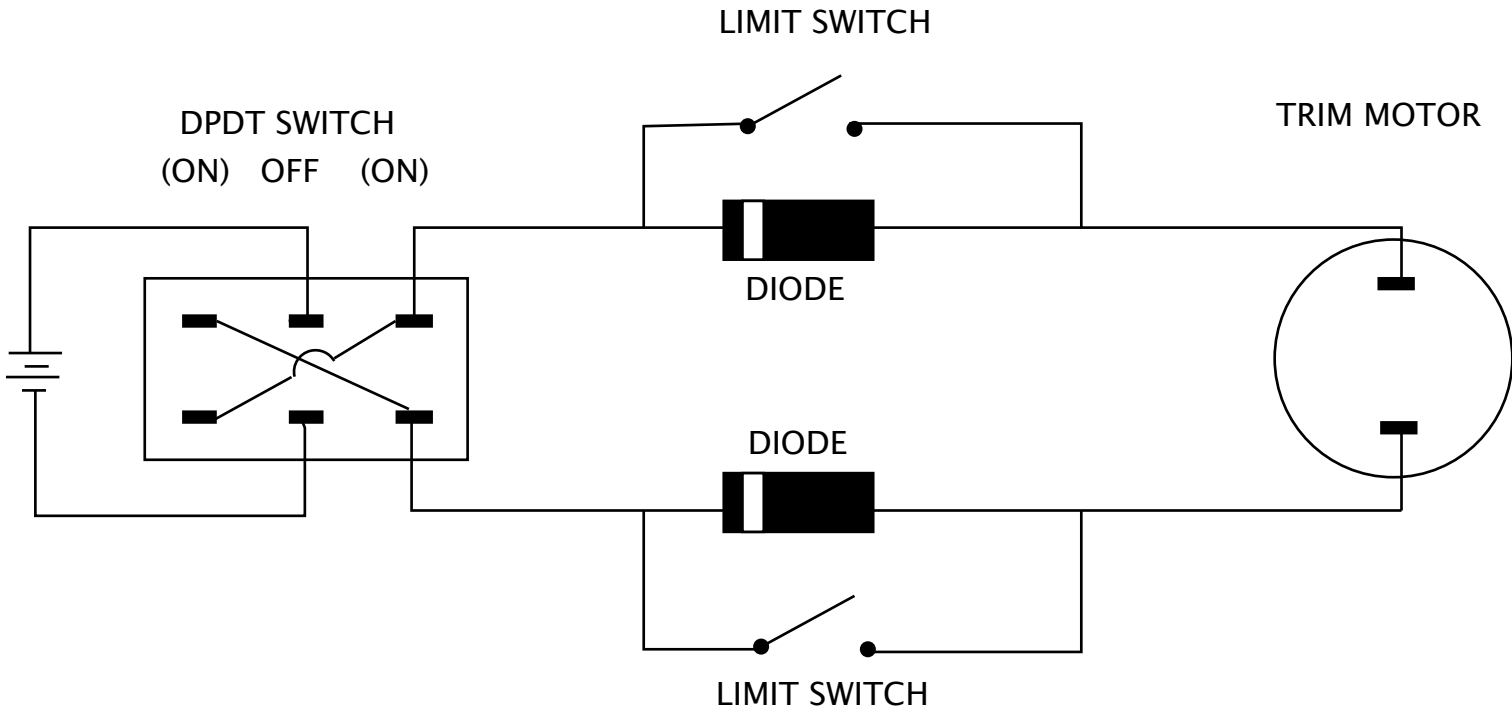 LIMIT SWITCH
DPDT SWITCH
(ON) OFF (ON)
TRIM MOTOR
DIODE
DIODE
LIMIT SWITCH